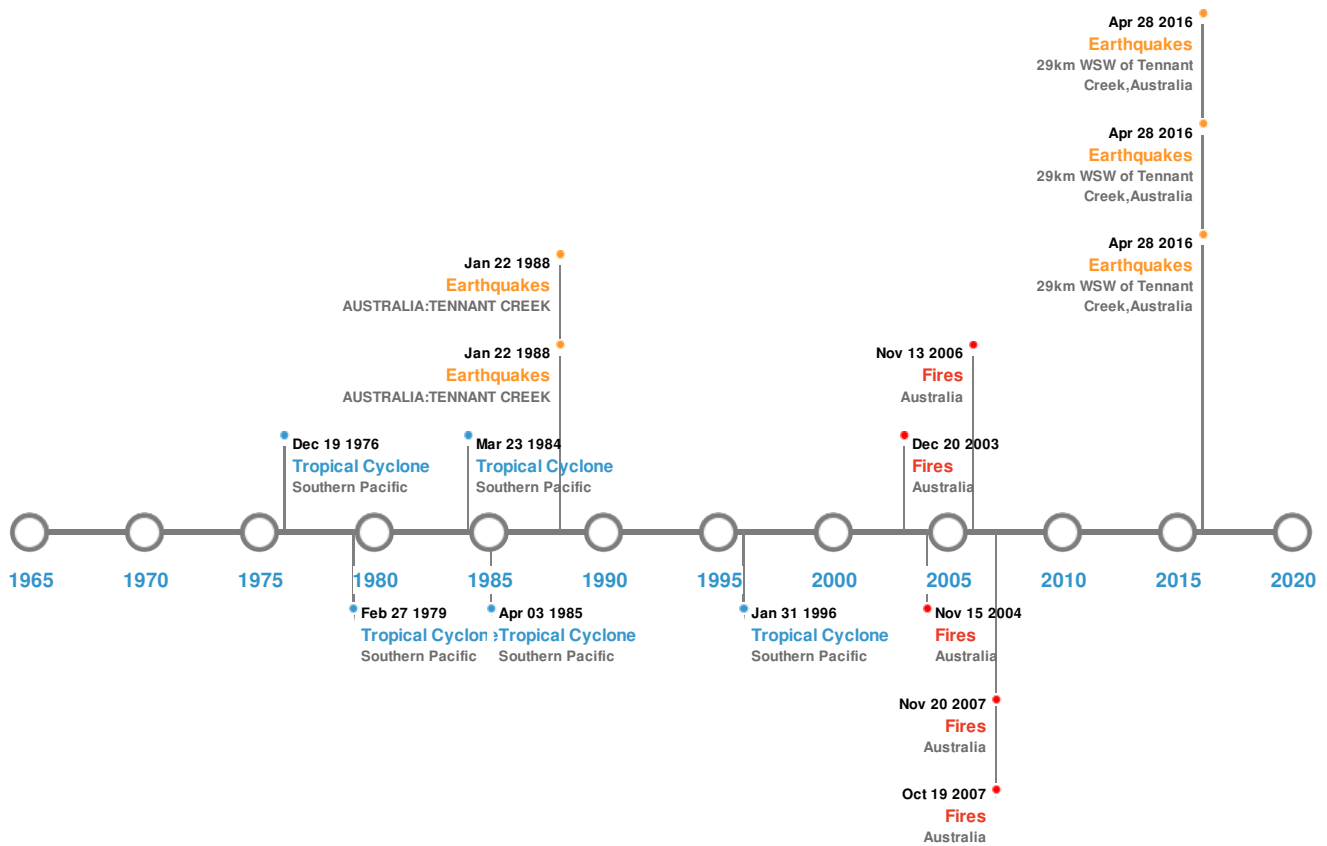 Apr 28 2016
Earthquakes
29km WSW of Tennant
Creek,Australia
Apr 28 2016
Earthquakes
29km WSW of Tennant
Creek,Australia
Apr 28 2016
Earthquakes
29km WSW of Tennant
Creek,Australia
Jan 22 1988
Earthquakes
AUSTRALIA:TENNANT CREEK
Jan 22 1988
Earthquakes
AUSTRALIA:TENNANT CREEK
Nov 13 2006
Fires
Australia
Dec 19 1976
Tropical Cyclone
Southern Pacific
Mar 23 1984
Tropical Cyclone
Southern Pacific
Dec 20 2003
Fires
Australia
1965 1970 1975 1980 1985 1990 1995 2000 2005 2010 2015 2020
Feb 27 1979
Tropical Cyclone
Southern Pacific
Apr 03 1985
Tropical Cyclone
Southern Pacific
Jan 31 1996
Tropical Cyclone
Southern Pacific
Nov 15 2004
Fires
Australia
Nov 20 2007
Fires
Australia
Oct 19 2007
Fires
Australia